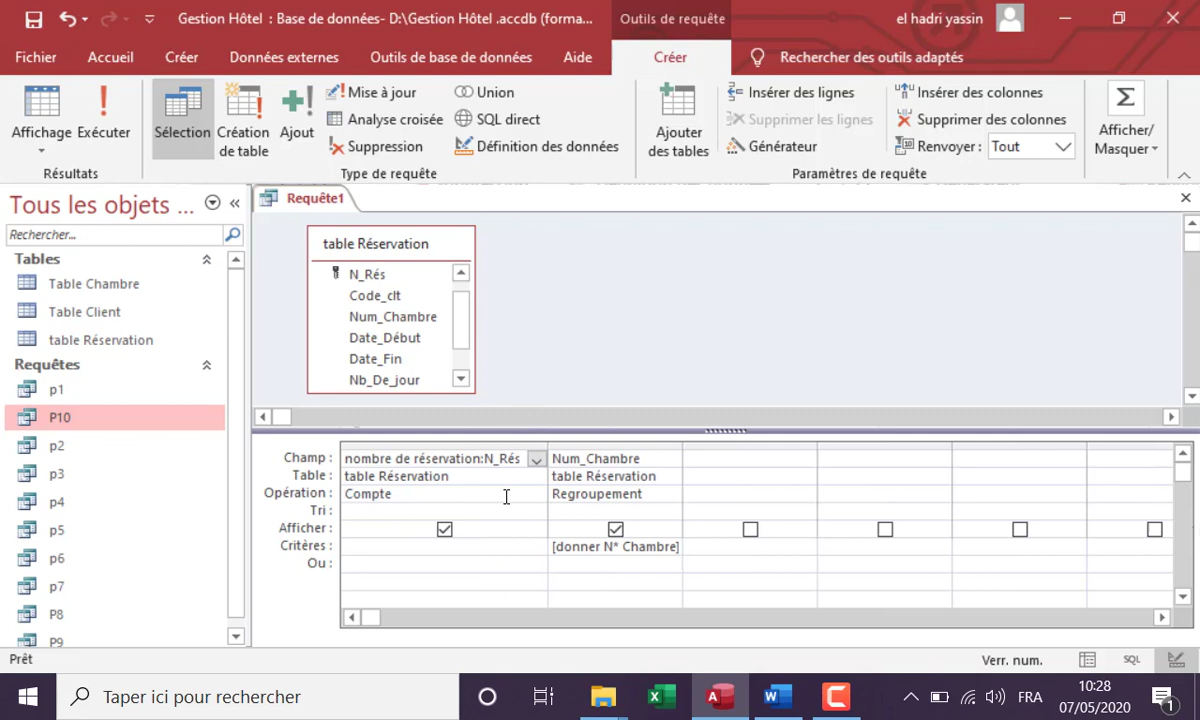 Gestion Hôtel : Base de données- D:\Gestion Hôtel .accdb (forma...
Outils de requête
el hadri yassin
Fichier
Accueil
Créer
Données externes
Outils de base de données
Aide
Créer
Rechercher des outils adaptés
Affichage
Exécuter
Résultats
Sélection
Création de table
Ajout
Mise à jour
Analyse croisée
Suppression
Union
SQL direct
Définition des données
Type de requête
Ajouter des tables
Insérer des lignes
Supprimer les lignes
Générateur
Insérer des colonnes
Supprimer des colonnes
Renvoyer : Tout
Paramètres de requête
Afficher/ Masquer
Tous les objets ...
Rechercher...
Tables
Table Chambre
Table Client
table Réservation
Requêtes
p1
P10
p2
p3
p4
p5
p6
p7
P8
P9
Requête1
table Réservation
N_Rés
Code_clt
Num_Chambre
Date_Début
Date_Fin
Nb_De_jour
Champ : nombre de réservation:N_Rés Num_Chambre
Table : table Réservation table Réservation
Opération : Compte Regroupement
Tri :
Afficher :
Critères : [donner N* Chambre]
Ou :
Prêt
Verr. num.
SQL
Taper ici pour rechercher
FRA
10:28
07/05/2020
1